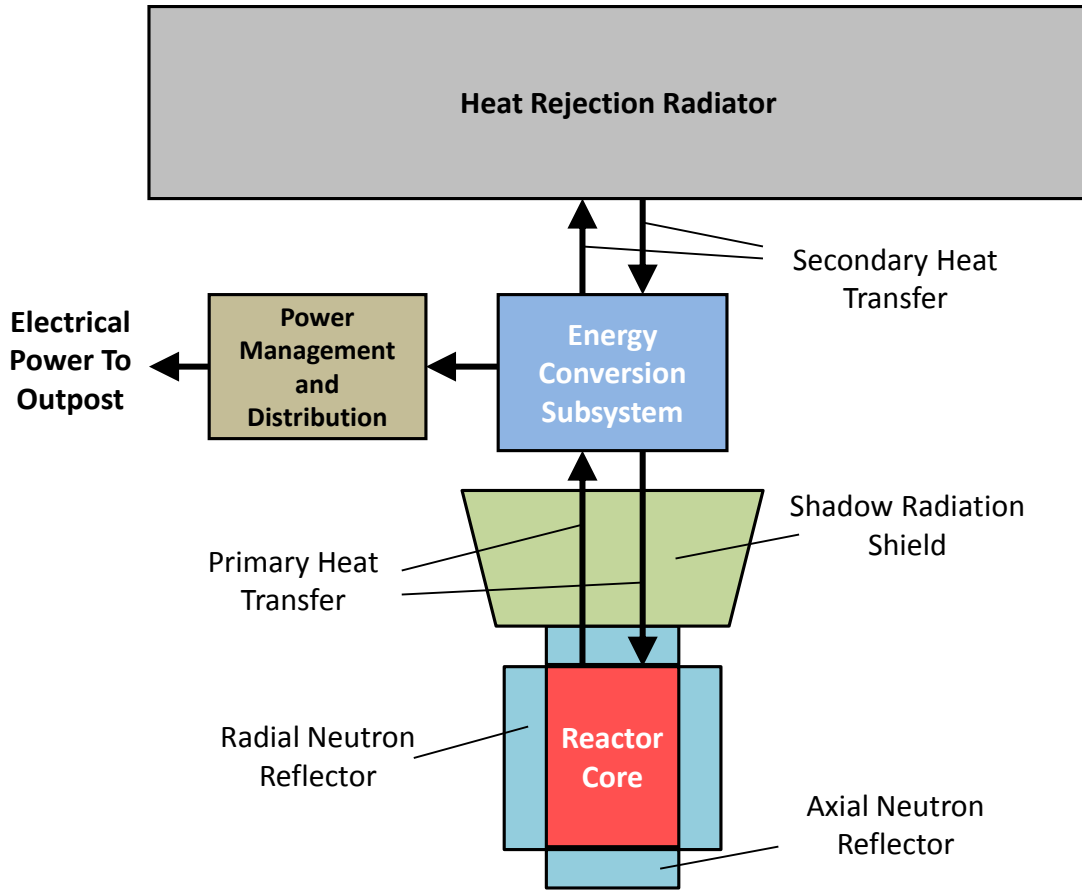 Heat Rejection Radiator
Secondary Heat
Transfer
Electrical
Power To
Outpost
Power
Management
and
Distribution
Energy
Conversion
Subsystem
Shadow Radiation
Shield
Primary Heat
Transfer
Radial Neutron
Reflector
Reactor
Core
Axial Neutron
Reflector